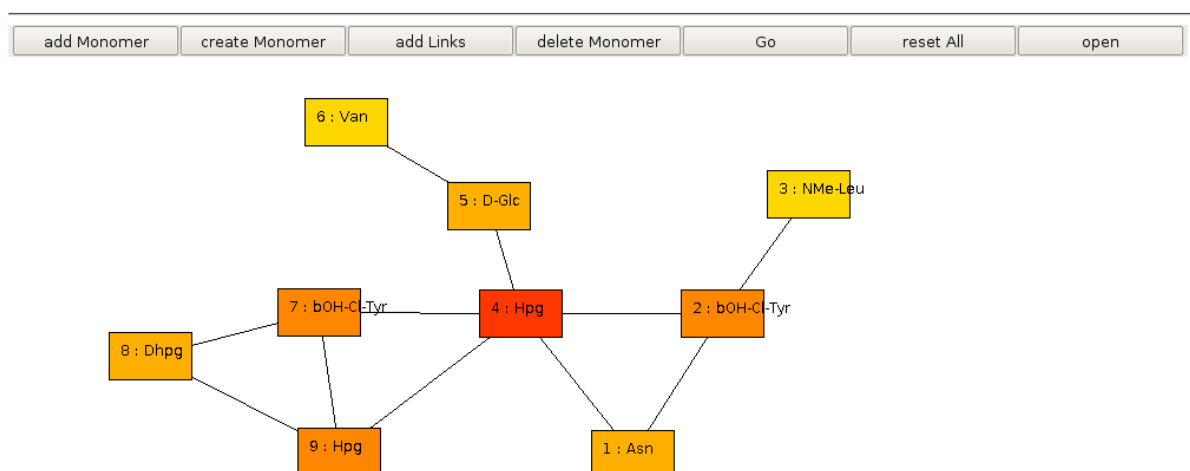 add Monomer
create Monomer
add Links
delete Monomer
Go
reset All
open
6 : Van
3 : NMe-Leu
5 : D-Glc
7 : bOH-Cl-Tyr
4 : Hpg
2 : bOH-Cl-Tyr
8 : Dhpg
9 : Hpg
1 : Asn